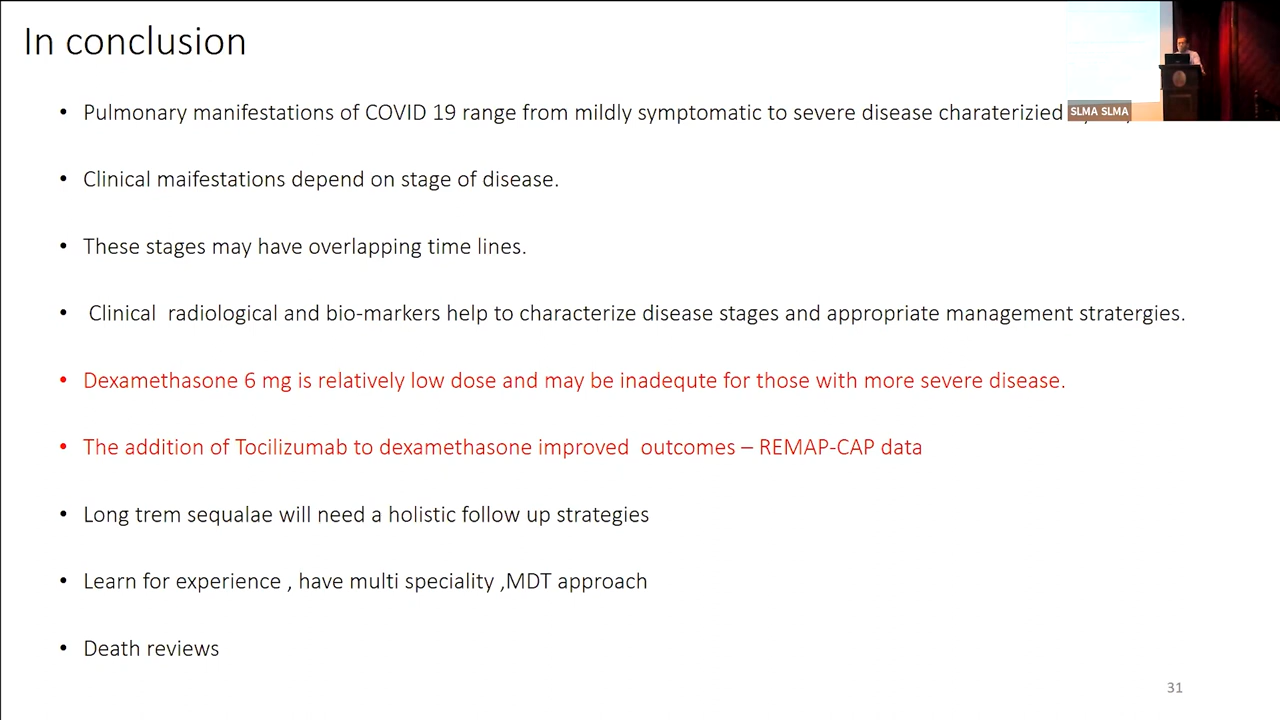 In conclusion
• Pulmonary manifestations of COVID 19 range from mildly symptomatic to severe disease charaterizied
SLMA SLMA
• Clinical maifestations depend on stage of disease.
• These stages may have overlapping time lines.
• Clinical radiological and bio-markers help to characterize disease stages and appropriate management stratergies.
• Dexamethasone 6 mg is relatively low dose and may be inadequte for those with more severe disease.
• The addition of Tocilizumab to dexamethasone improved outcomes – REMAP-CAP data
• Long trem sequalae will need a holistic follow up strategies
• Learn for experience , have multi speciality ,MDT approach
• Death reviews
31